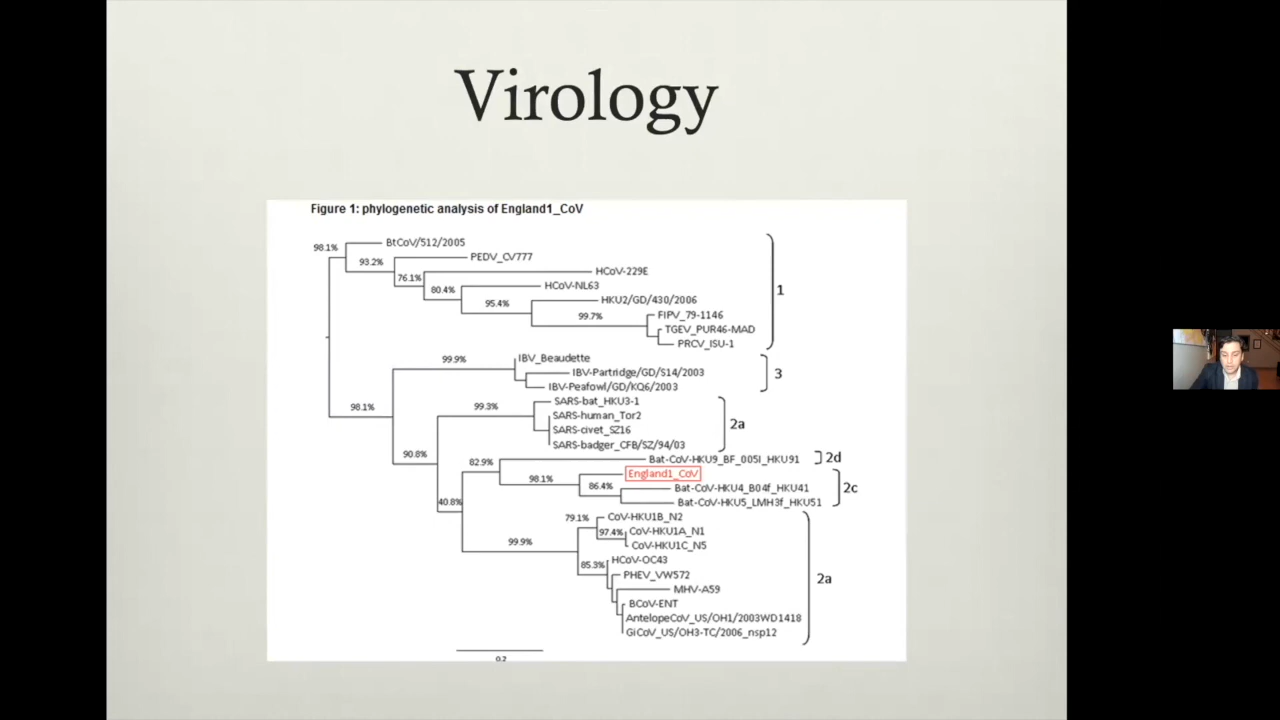 Virology
Figure 1: phylogenetic analysis of England1_CoV
98.1%
BtCoV/512/2005
93.2%
PEDV_CV777
76.1%
HCoV-229E
80.4%
HCoV-NL63
95.4%
HKU2/GD/430/2006
99.7%
FIPV_79-1146
TGEV_PUR46-MAD
PRCV_ISU-1
1
99.9%
IBV_Beaudette
IBV-Partridge/GD/S14/2003
IBV-Peafowl/GD/KQ6/2003
3
98.1%
99.3%
SARS-bat_HKU3-1
SARS-human_Tor2
SARS-civet_SZ16
SARS-badger_CFB/SZ/94/03
2a
90.8%
82.9%
Bat-CoV-HKU9_BF_005I_HKU91
2d
98.1%
England1_CoV
86.4%
Bat-CoV-HKU4_B04f_HKU41
Bat-CoV-HKU5_LMH3f_HKU51
2c
40.8%
79.1%
CoV-HKU1B_N2
97.4%
CoV-HKU1A_N1
CoV-HKU1C_N5
99.9%
HCoV-OC43
85.3%
PHEV_VW572
MHV-A59
BCoV-ENT
AntelopeCoV_US/OH1/2003WD1418
GiCoV_US/OH3-TC/2006_nsp12
2a
0.2